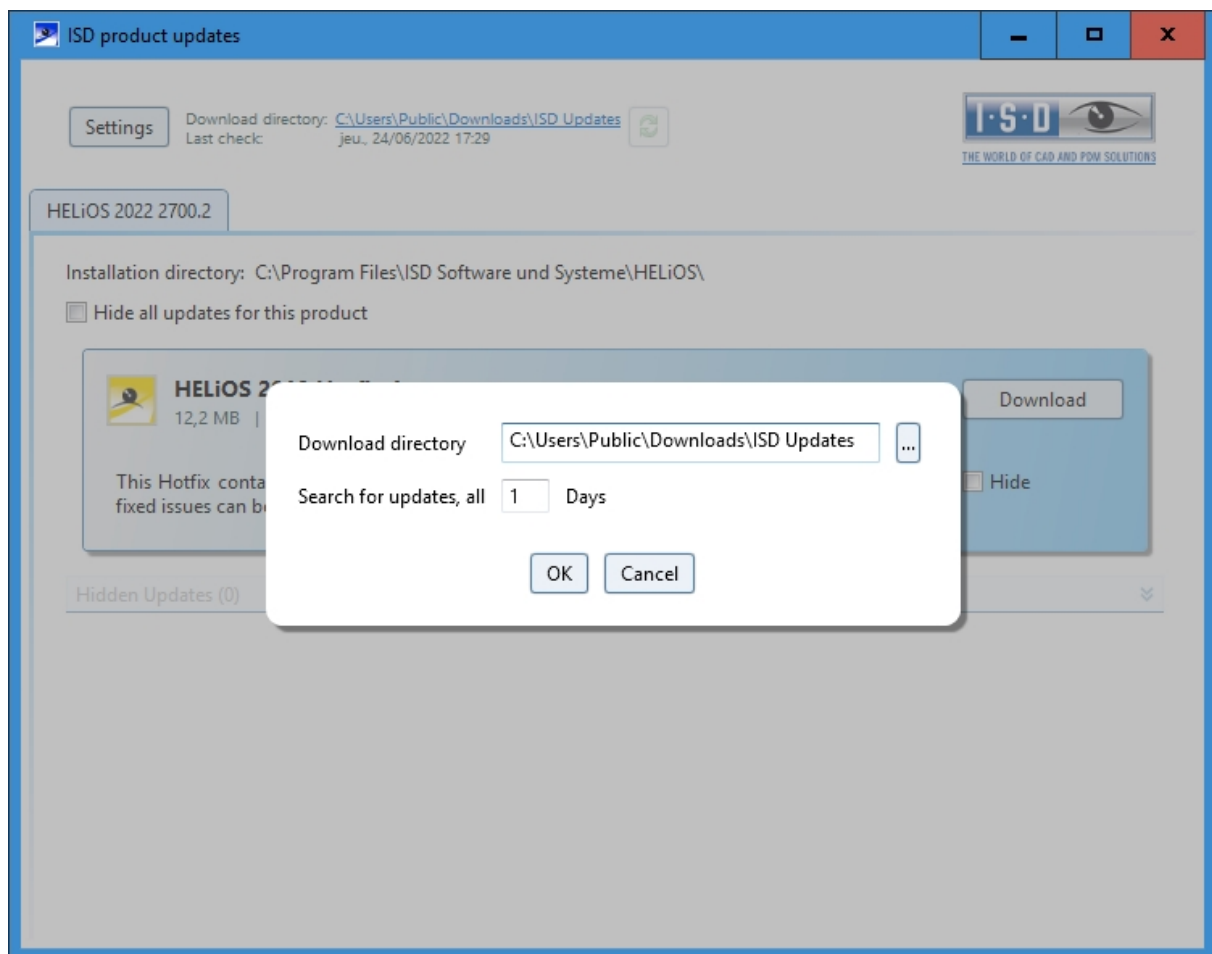 ISD product updates
Settings
Download directory: C:\Users\Public\Downloads\ISD Updates
Last check: jeu., 24/06/2022 17:29
I·S·D
THE WORLD OF CAD AND PDM SOLUTIONS
HELiOS 2022 2700.2
Installation directory: C:\Program Files\ISD Software und Systeme\HELiOS\
Hide all updates for this product
HELiOS
12,2 MB |
Download
Download directory C:\Users\Public\Downloads\ISD Updates ...
This Hotfix
Hide
fixed issues can
Search for updates, all 1 Days
OK Cancel
Hidden Updates (0)